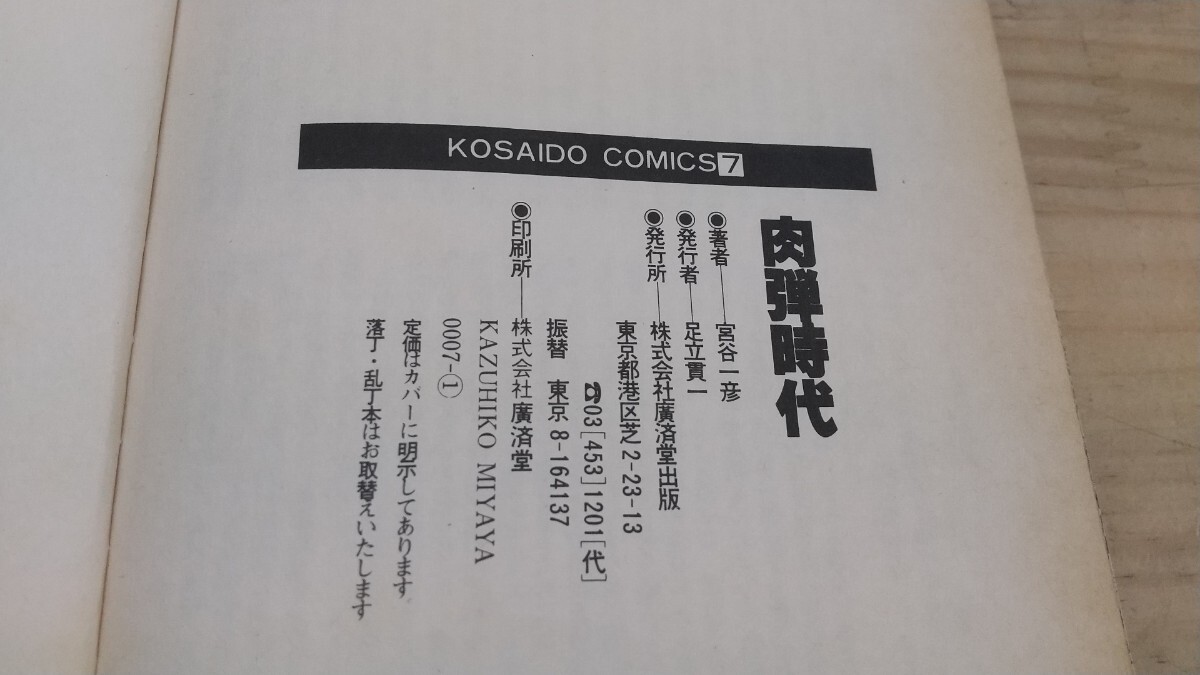 KOSAIDO COMICS7
肉弾時代
◉著者──宮谷一彦
◉発行者──足立貫一
◉発行所──株式会社廣済堂出版
東京都港区芝2-23-13
☎03[453]1201[代]
振替 東京8-164137
◉印刷所──株式会社廣済堂
KAZUHIKO MIYAYA
0007-①
定価はカバーに明示してあります。
落丁・乱丁本はお取替えいたします